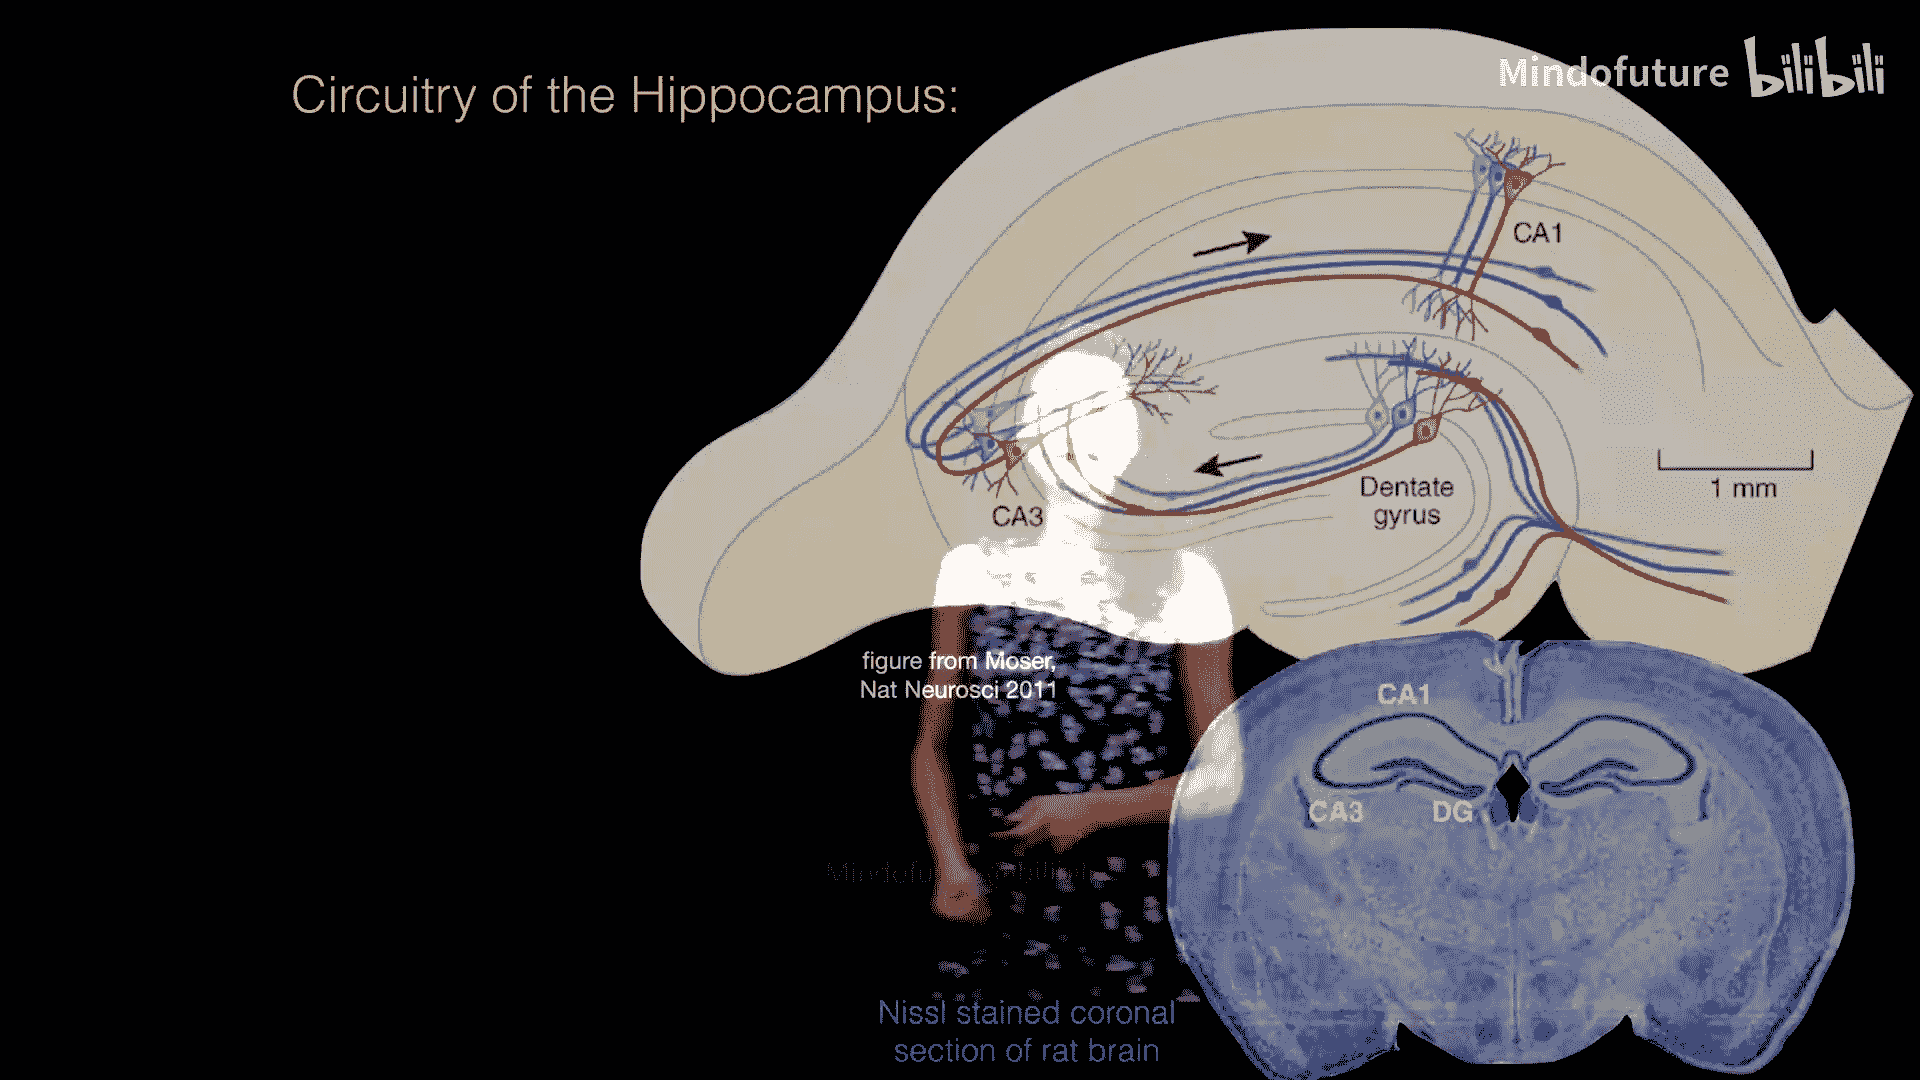 Circuitry of the Hippocampus:
Mindofuture bilibili
CA1
CA3
Dentate
gyrus
1 mm
figure from Moser,
Nat Neurosci 2011
CA1
CA3
DG
Nissl stained coronal
section of rat brain